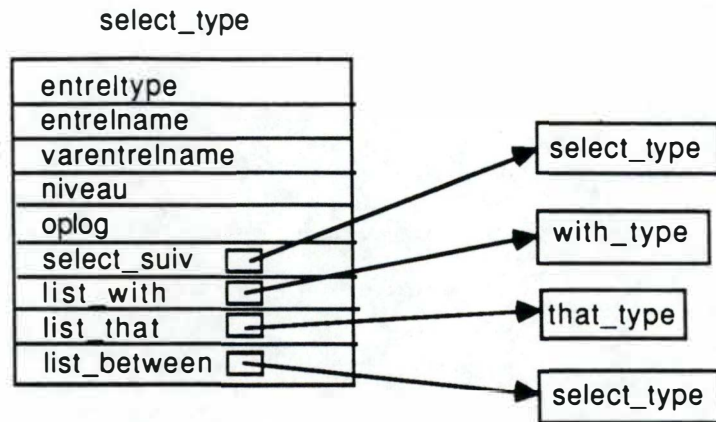 select_type
entreltype
entrelname
varentrelname
niveau
oplog
select_suiv
list_with
list_that
list_between
select_type
with_type
that_type
select_type